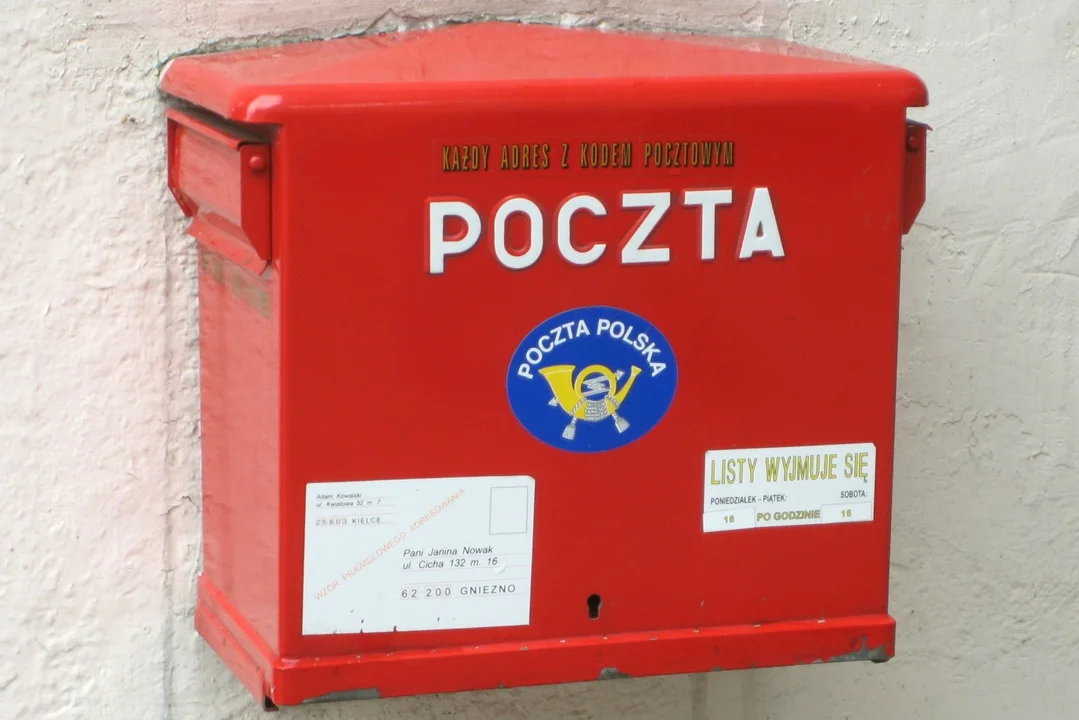 KAŻDY ADRES Z KODEM POCZTOWYM
POCZTA
POCZTA POLSKA
LISTY WYJMUJE SIĘ
PONIEDZIAŁEK – PIĄTEK: SOBOTA:
16 PO GODZINIE 16
Adam Kowalski
ul. Kwiatowa 52 m. 7
25-603 KIELCE
WZÓR PRAWIDŁOWEGO ADRESOWANIA
Pani Janina Nowak
ul. Cicha 132 m. 16
62 200 GNIEZNO